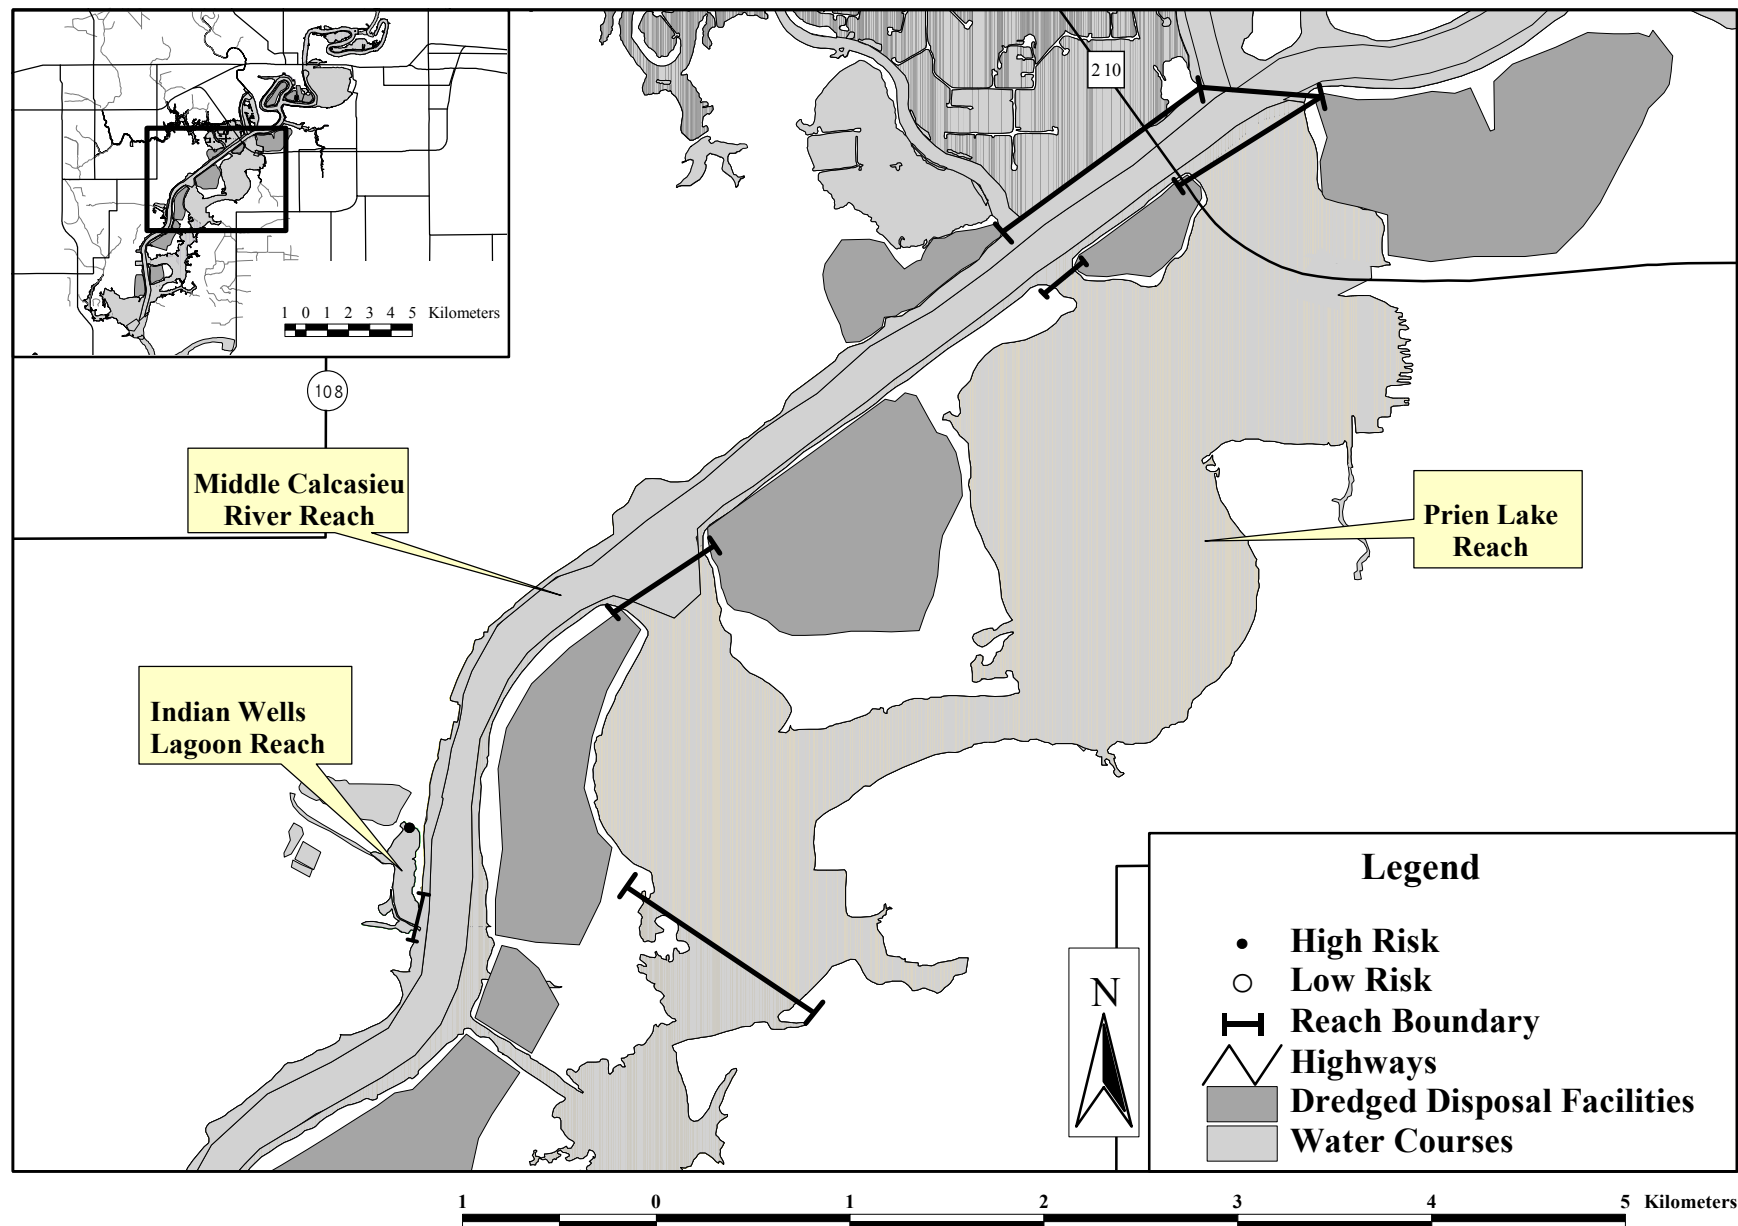 210
1 0 1 2 3 4 5 Kilometers
108
Middle Calcasieu
River Reach
Prien Lake
Reach
Indian Wells
Lagoon Reach
Legend
High Risk
Low Risk
Reach Boundary
Highways
Dredged Disposal Facilities
Water Courses
N
1 0 1 2 3 4 5 Kilometers